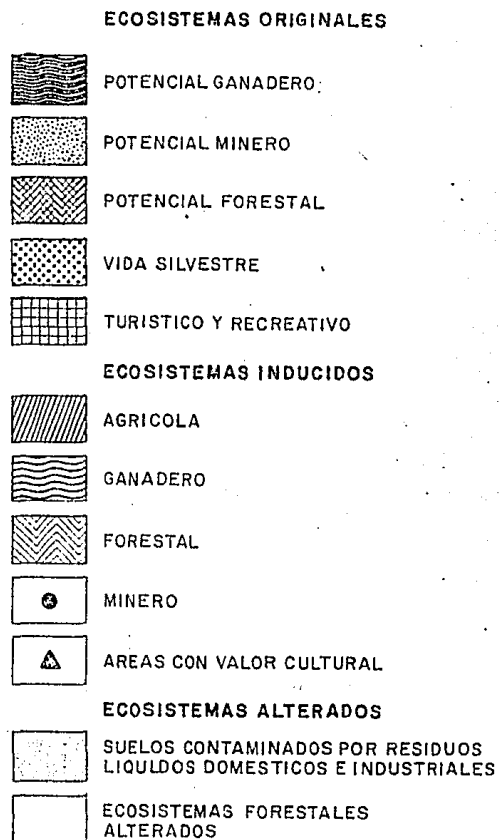 ECOSISTEMAS ORIGINALES
POTENCIAL GANADERO
POTENCIAL MINERO
POTENCIAL FORESTAL
VIDA SILVESTRE
TURISTICO Y RECREATIVO
ECOSISTEMAS INDUCIDOS
AGRICOLA
GANADERO
FORESTAL
MINERO
AREAS CON VALOR CULTURAL
ECOSISTEMAS ALTERADOS
SUELOS CONTAMINADOS POR RESIDUOS
LIQUIDOS DOMESTICOS E INDUSTRIALES
ECOSISTEMAS FORESTALES
ALTERADOS